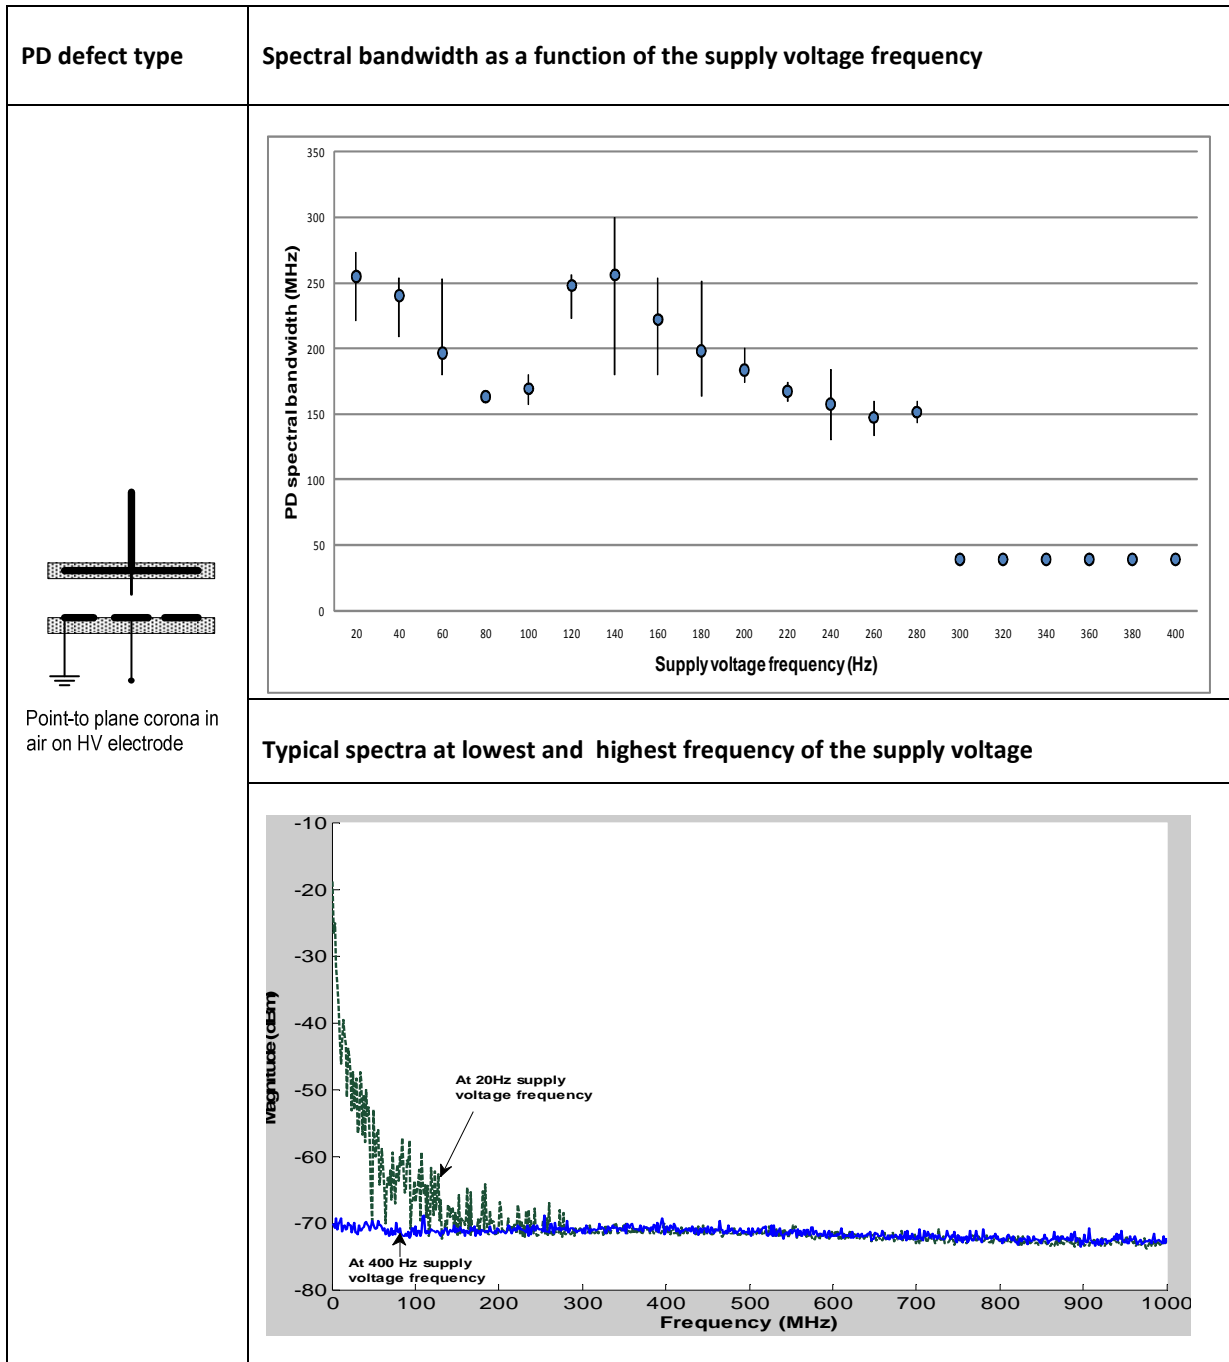 PD defect type
Spectral bandwidth as a function of the supply voltage frequency
350
300
250
200
150
100
50
0
PD spectral bandwidth (MHz)
20 40 60 80 100 120 140 160 180 200 220 240 260 280 300 320 340 360 380 400
Supply voltage frequency (Hz)
Point-to plane corona in
air on HV electrode
Typical spectra at lowest and highest frequency of the supply voltage
-10
-20
-30
-40
-50
-60
-70
-80
Magnitude (dBm)
At 20Hz supply
voltage frequency
At 400 Hz supply
voltage frequency
0 100 200 300 400 500 600 700 800 900 1000
Frequency (MHz)